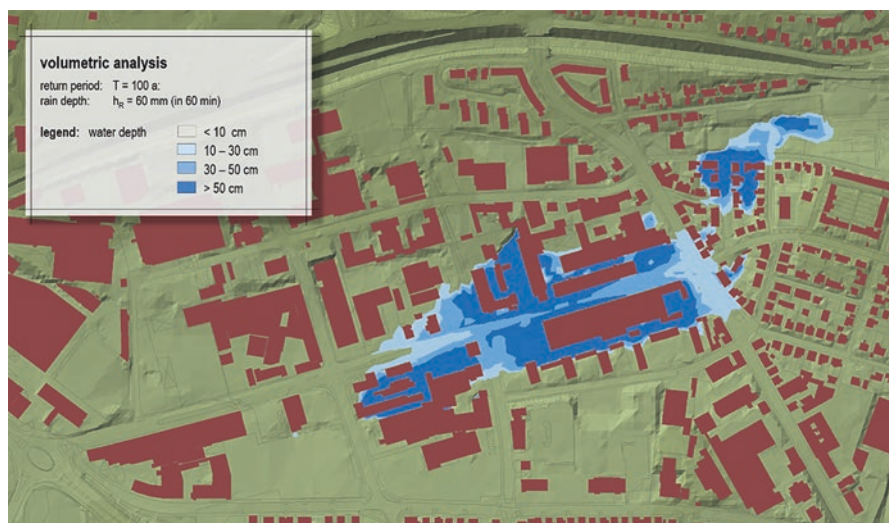 volumetric analysis
return period: T = 100 a:
rain depth: hR = 60 mm (in 60 min)
legend: water depth
< 10 cm
10 – 30 cm
30 – 50 cm
> 50 cm